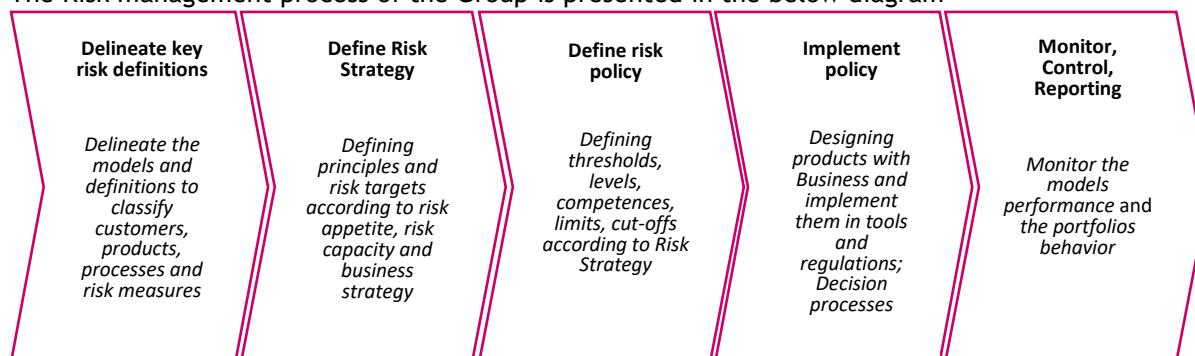 The Risk management process of the Group is presented in the below diagram
Delineate key
risk definitions
Delineate the
models and
definitions to
classify
customers,
products,
processes and
risk measures
Define Risk
Strategy
Defining
principles and
risk targets
according to risk
appetite, risk
capacity and
business
strategy
Define risk
policy
Defining
thresholds,
levels,
competences,
limits, cut-offs
according to Risk
Strategy
Implement
policy
Designing
products with
Business and
implement
them in tools
and
regulations;
Decision
processes
Monitor,
Control,
Reporting
Monitor the
models
performance and
the portfolios
behavior